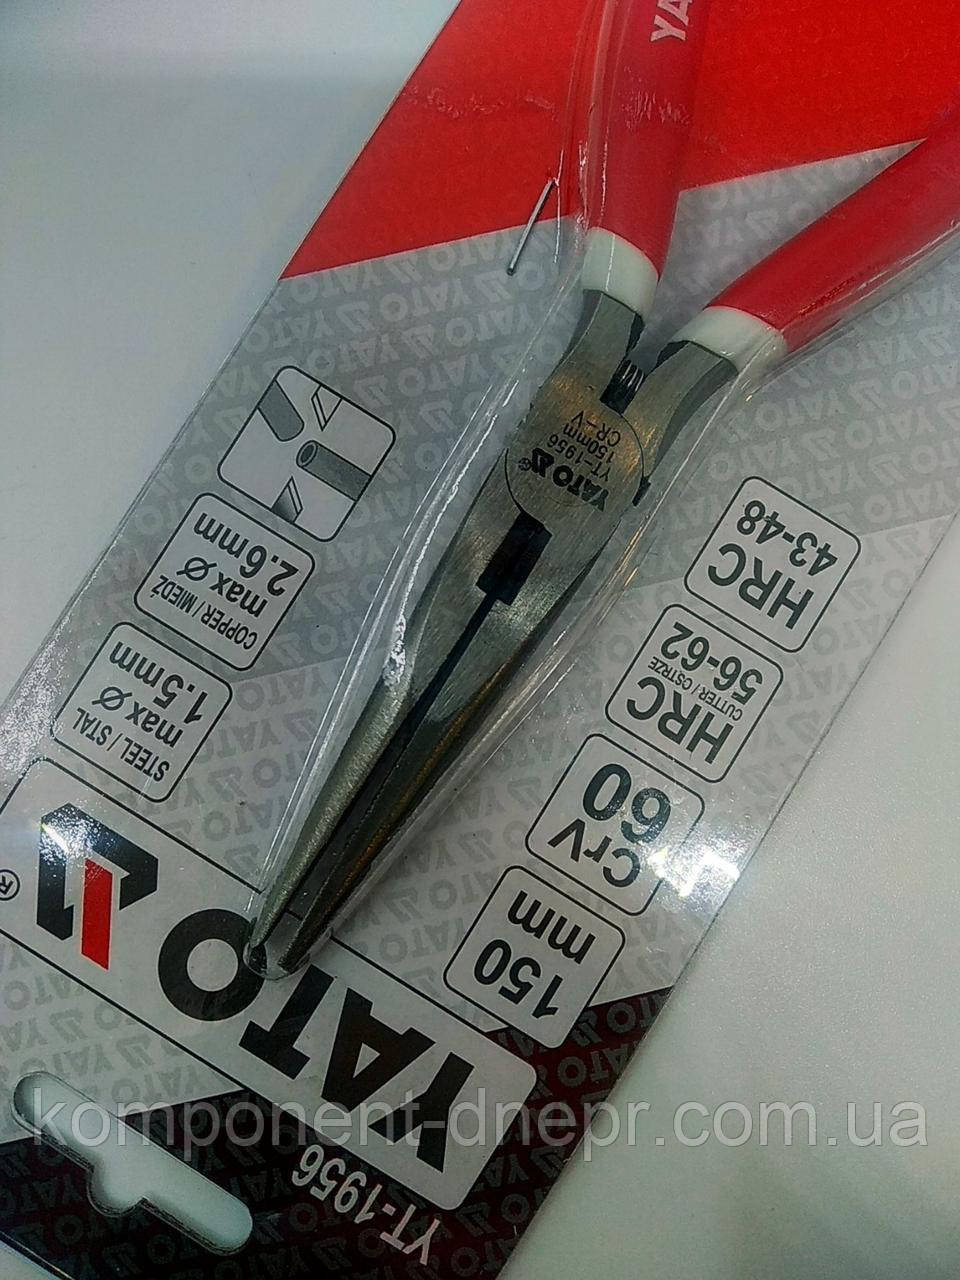 YATO ®
YT-1956
150
mm
CrV
60
HRC
CUTTER / OSTRZE
56-62
HRC
43-48
STEEL / STAL
max Ø
1.5mm
COPPER / MIEDŹ
max Ø
2.6mm
YATO
YT-1956
150mm
CR-V
YA
komponent-dnepr.com.ua